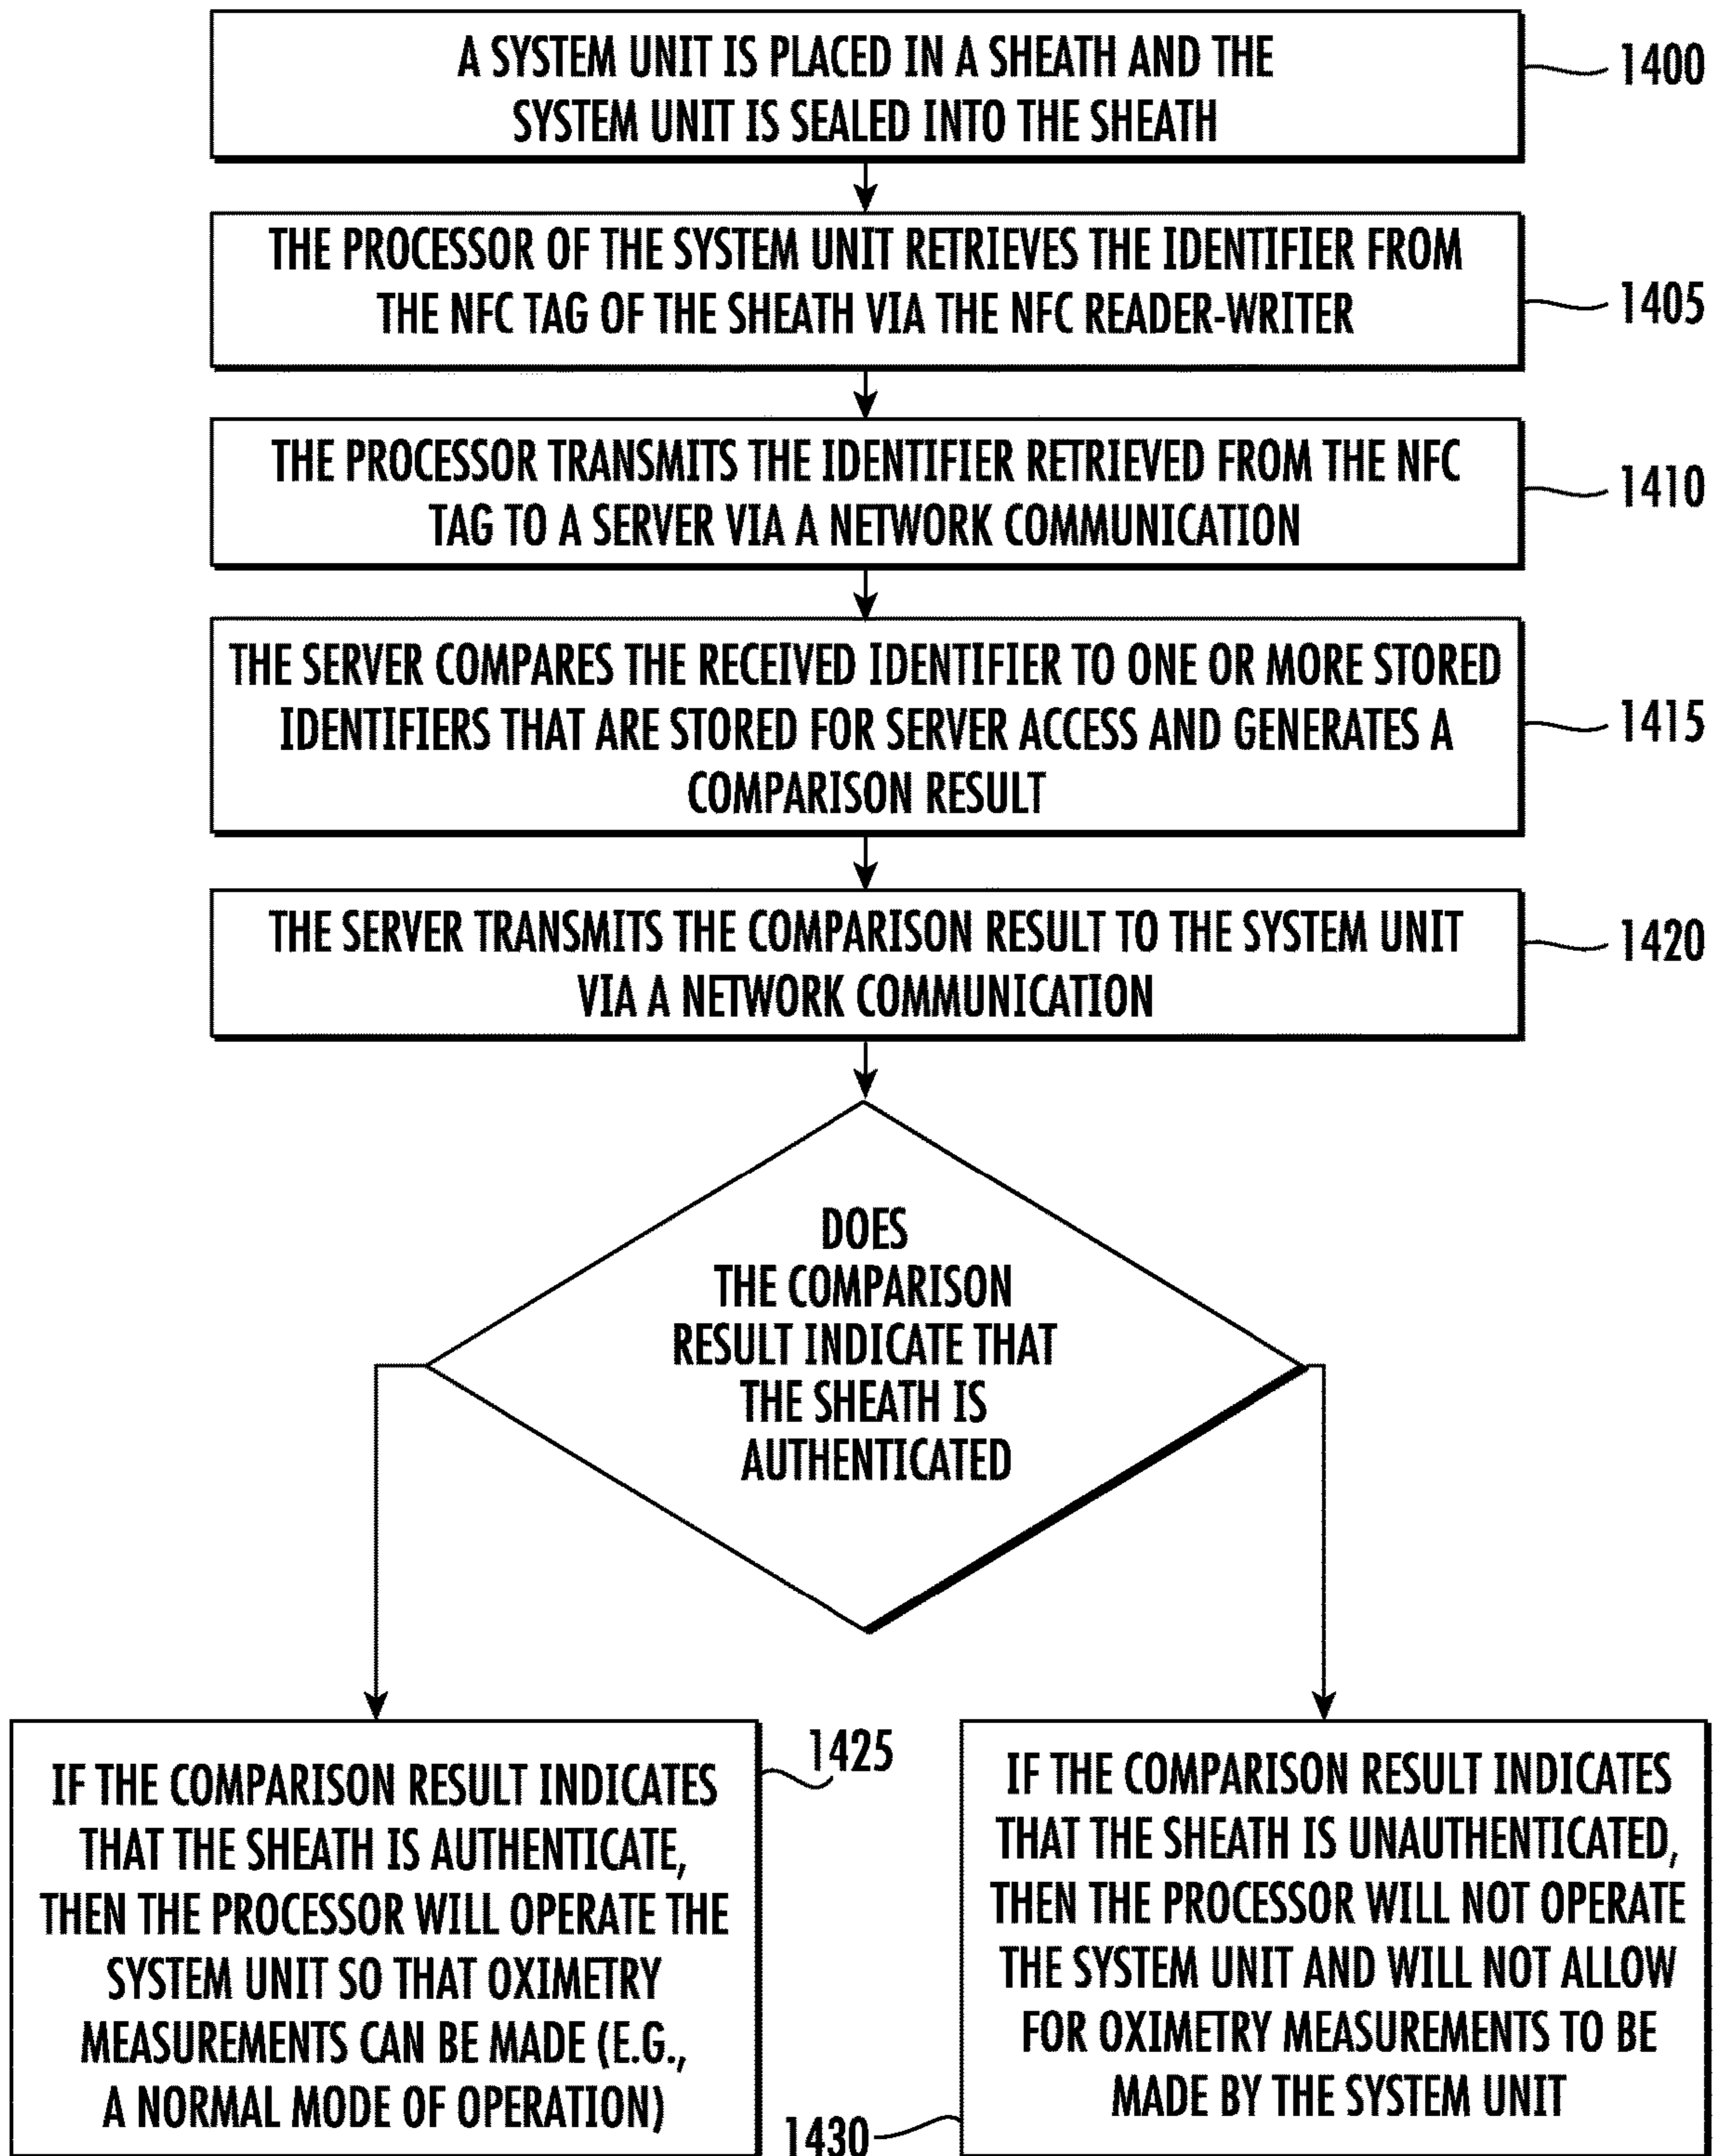 A SYSTEM UNIT IS PLACED IN A SHEATH AND THE
SYSTEM UNIT IS SEALED INTO THE SHEATH
1400
THE PROCESSOR OF THE SYSTEM UNIT RETRIEVES THE IDENTIFIER FROM
THE NFC TAG OF THE SHEATH VIA THE NFC READER-WRITER
1405
THE PROCESSOR TRANSMITS THE IDENTIFIER RETRIEVED FROM THE NFC
TAG TO A SERVER VIA A NETWORK COMMUNICATION
1410
THE SERVER COMPARES THE RECEIVED IDENTIFIER TO ONE OR MORE STORED
IDENTIFIERS THAT ARE STORED FOR SERVER ACCESS AND GENERATES A
COMPARISON RESULT
1415
THE SERVER TRANSMITS THE COMPARISON RESULT TO THE SYSTEM UNIT
VIA A NETWORK COMMUNICATION
1420
DOES
THE COMPARISON
RESULT INDICATE THAT
THE SHEATH IS
AUTHENTICATED
IF THE COMPARISON RESULT INDICATES
THAT THE SHEATH IS AUTHENTICATE,
THEN THE PROCESSOR WILL OPERATE THE
SYSTEM UNIT SO THAT OXIMETRY
MEASUREMENTS CAN BE MADE (E.G.,
A NORMAL MODE OF OPERATION)
1425
IF THE COMPARISON RESULT INDICATES
THAT THE SHEATH IS UNAUTHENTICATED,
THEN THE PROCESSOR WILL NOT OPERATE
THE SYSTEM UNIT AND WILL NOT ALLOW
FOR OXIMETRY MEASUREMENTS TO BE
MADE BY THE SYSTEM UNIT
1430